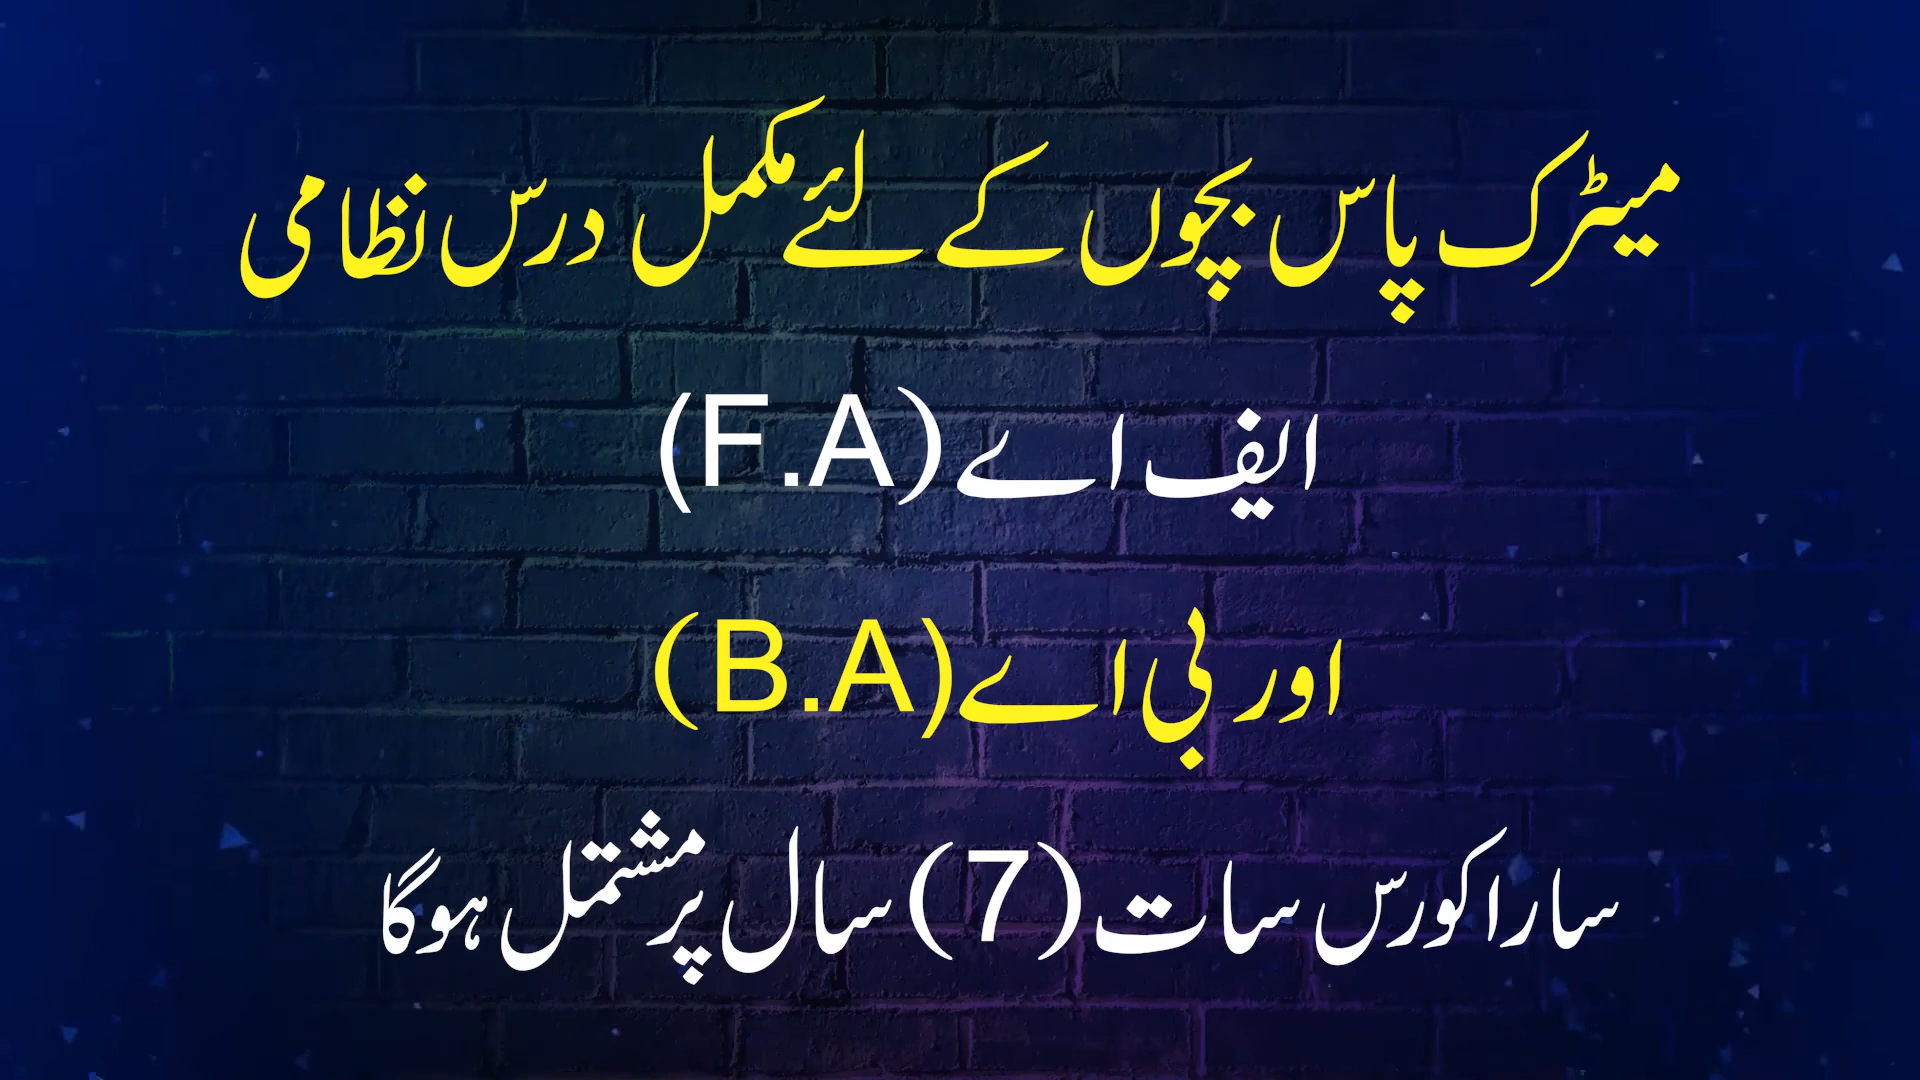 میٹرک پاس بچوں کے لئے مکمل درس نظامی
ایف اے (F.A)
اور بی اے (B.A)
سارا کورس سات (7) سال پر مشتمل ہوگا